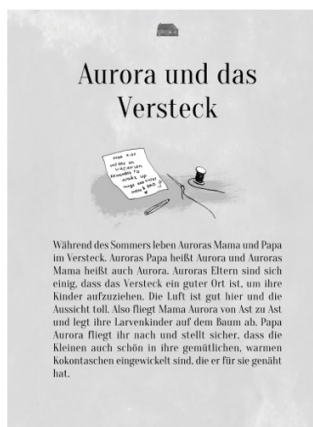 Aurora und das
Versteck
Während des Sommers leben Auroras Mama und Papa
im Versteck. Auroras Papa heißt Aurora und Auroras
Mama heißt auch Aurora. Auroras Eltern sind sich
einig, dass das Versteck ein guter Ort ist, um ihre
Kinder aufzuziehen. Die Luft ist gut hier und die
Aussicht toll. Also fliegt Mama Aurora von Ast zu Ast
und legt ihre Larvenkinder auf dem Baum ab. Papa
Aurora fliegt ihr nach und stellt sicher, dass die
Kleinen auch schön in ihre gemütlichen, warmen
Kokontaschen eingewickelt sind, die er für sie genäht
hat.